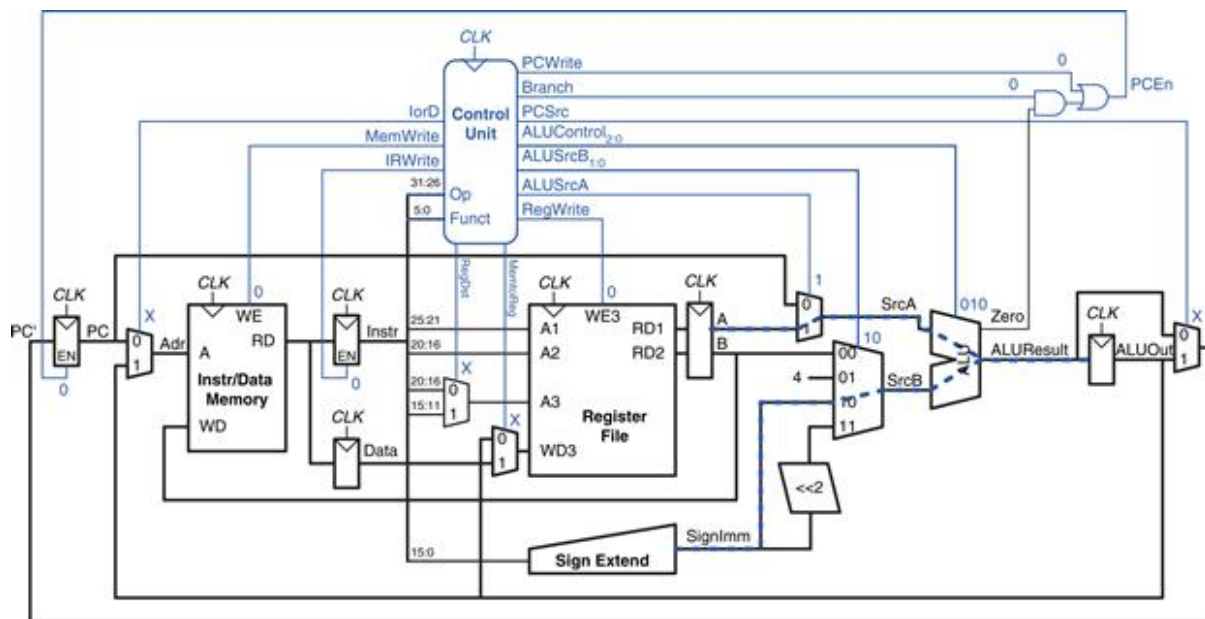 CLK
PCWrite
0
Branch
0
PCEn
IorD
Control
Unit
PCSrc
MemWrite
ALUControl2:0
IRWrite
ALUSrcB1:0
31:26
Op
ALUSrcA
5:0
Funct
RegWrite
RegDst
MemtoReg
CLK
CLK
CLK
CLK
CLK
1
X
0
0
0
SrcA
010
Zero
X
CLK
PC'
PC
EN
0
1
Adr
WE
RD
A
Instr/Data
Memory
WD
EN
Instr
25:21
A1
WE3
RD1
A
1
20:16
A2
RD2
B
10
00
ALU
ALUResult
ALUOut
0
1
0
0
X
4
01
SrcB
20:16
0
A3
10
15:11
1
X
Register
File
11
CLK
Data
0
1
WD3
<<2
SignImm
15:0
Sign Extend